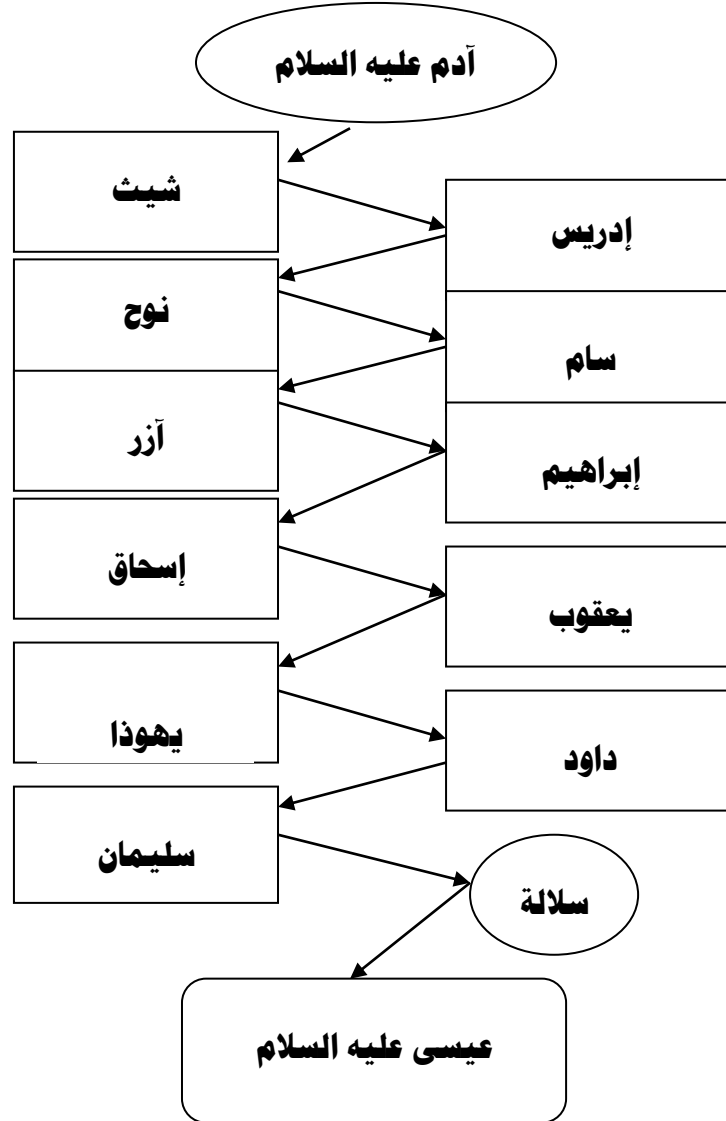 آدم عليه السلام
شيث
إدريس
نوح
سام
آزر
إبراهيم
إسحاق
يعقوب
يهوذا
داود
سليمان
سلالة
عيسى عليه السلام